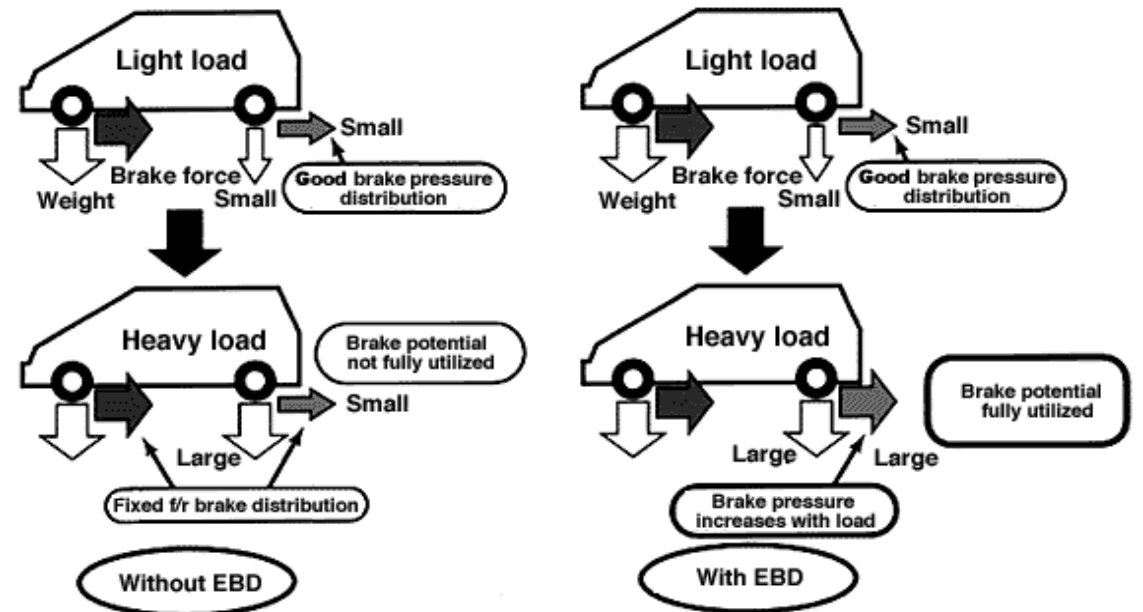 Light load
Small
Brake force
Weight
Small
Good brake pressure
distribution
Heavy load
Brake potential
not fully utilized
Small
Large
Fixed f/r brake distribution
Without EBD
Light load
Small
Brake force
Weight
Small
Good brake pressure
distribution
Heavy load
Brake potential
fully utilized
Large
Large
Brake pressure
increases with load
With EBD